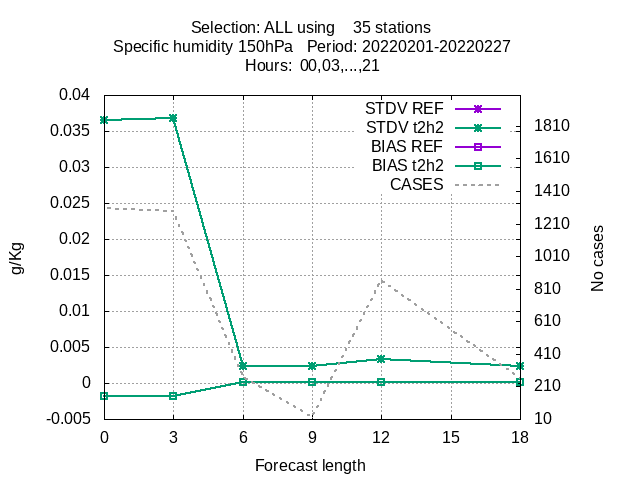 Selection: ALL using 35 stations
Specific humidity 150hPa Period: 20220201-20220227
Hours: 00,03,...,21
0.04
0.035
0.03
0.025
0.02
0.015
0.01
0.005
0
-0.005
g/Kg
STDV REF
STDV t2h2
BIAS REF
BIAS t2h2
CASES
1810
1610
1410
1210
1010
810
610
410
210
10
No cases
0 3 6 9 12 15 18
Forecast length